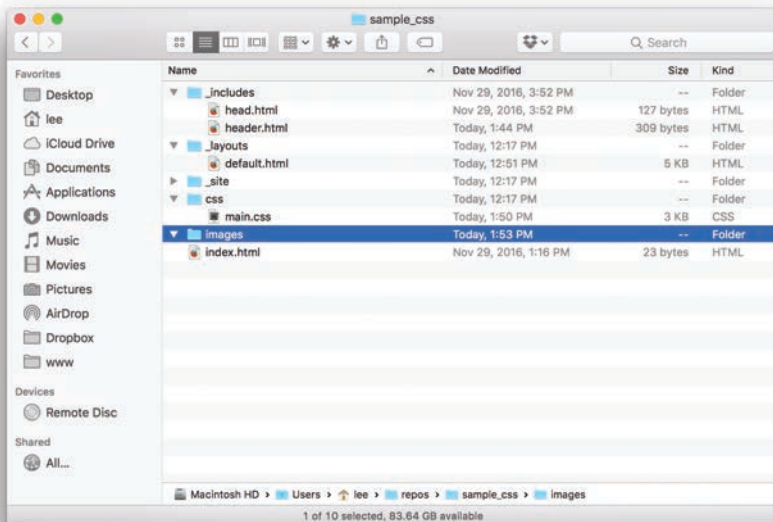 sample_css
Search
Favorites
Desktop
lee
iCloud Drive
Documents
Applications
Downloads
Music
Movies
Pictures
AirDrop
Dropbox
www
Devices
Remote Disc
Shared
All...
Name Date Modified Size Kind
_includes Nov 29, 2016, 3:52 PM -- Folder
head.html Nov 29, 2016, 3:52 PM 127 bytes HTML
header.html Today, 1:44 PM 309 bytes HTML
_layouts Today, 12:17 PM -- Folder
default.html Today, 12:51 PM 5 KB HTML
_site Today, 12:17 PM -- Folder
css Today, 12:17 PM -- Folder
main.css Today, 1:50 PM 3 KB CSS
images Today, 1:53 PM -- Folder
index.html Nov 29, 2016, 1:16 PM 23 bytes HTML
Macintosh HD › Users › lee › repos › sample_css › images
1 of 10 selected, 83.64 GB available